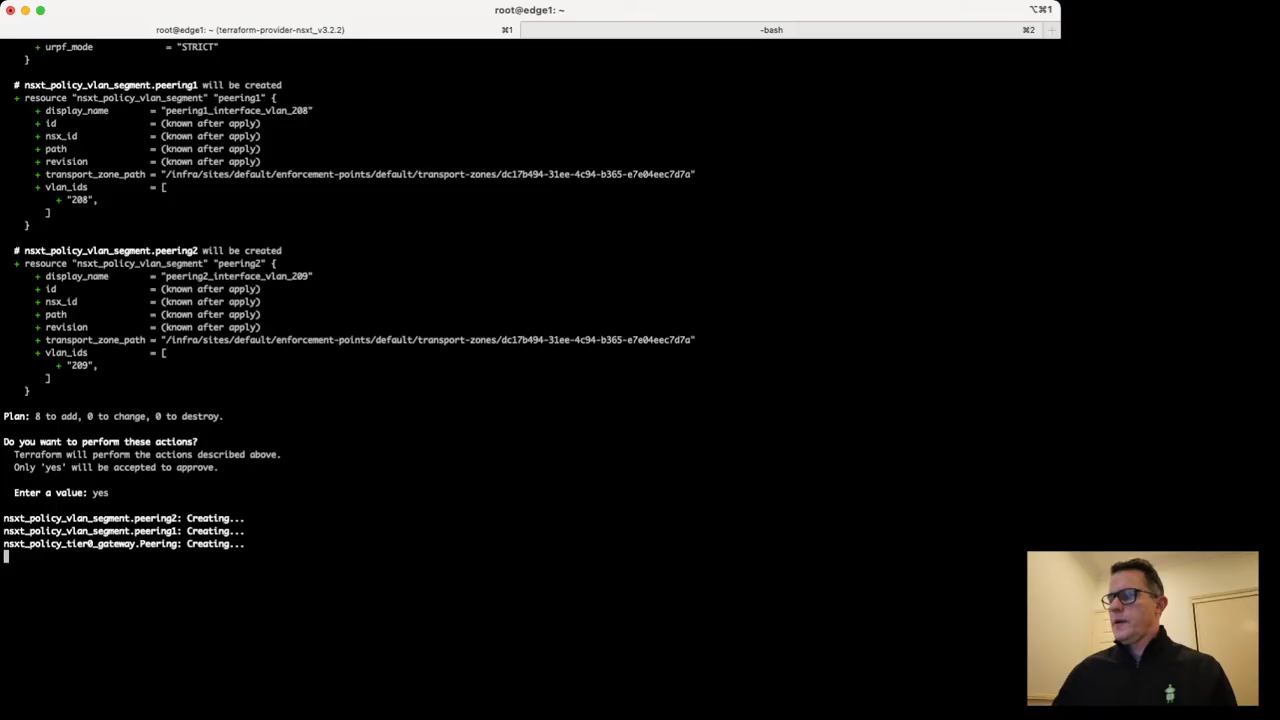 root@edge1: ~
⌥⌘1
root@edge1: ~ (terraform-provider-nsxt_v3.2.2)
⌘1
-bash
⌘2
+
+ urpf_mode = "STRICT"
}
# nsxt_policy_vlan_segment.peering1 will be created
+ resource "nsxt_policy_vlan_segment" "peering1" {
+ display_name = "peering1_interface_vlan_208"
+ id = (known after apply)
+ nsx_id = (known after apply)
+ path = (known after apply)
+ revision = (known after apply)
+ transport_zone_path = "/infra/sites/default/enforcement-points/default/transport-zones/dc17b494-31ee-4c94-b365-e7e04eec7d7a"
+ vlan_ids = [
+ "208",
]
}
# nsxt_policy_vlan_segment.peering2 will be created
+ resource "nsxt_policy_vlan_segment" "peering2" {
+ display_name = "peering2_interface_vlan_209"
+ id = (known after apply)
+ nsx_id = (known after apply)
+ path = (known after apply)
+ revision = (known after apply)
+ transport_zone_path = "/infra/sites/default/enforcement-points/default/transport-zones/dc17b494-31ee-4c94-b365-e7e04eec7d7a"
+ vlan_ids = [
+ "209",
]
}
Plan: 8 to add, 0 to change, 0 to destroy.
Do you want to perform these actions?
Terraform will perform the actions described above.
Only 'yes' will be accepted to approve.
Enter a value: yes
nsxt_policy_vlan_segment.peering2: Creating...
nsxt_policy_vlan_segment.peering1: Creating...
nsxt_policy_tier0_gateway.Peering: Creating...